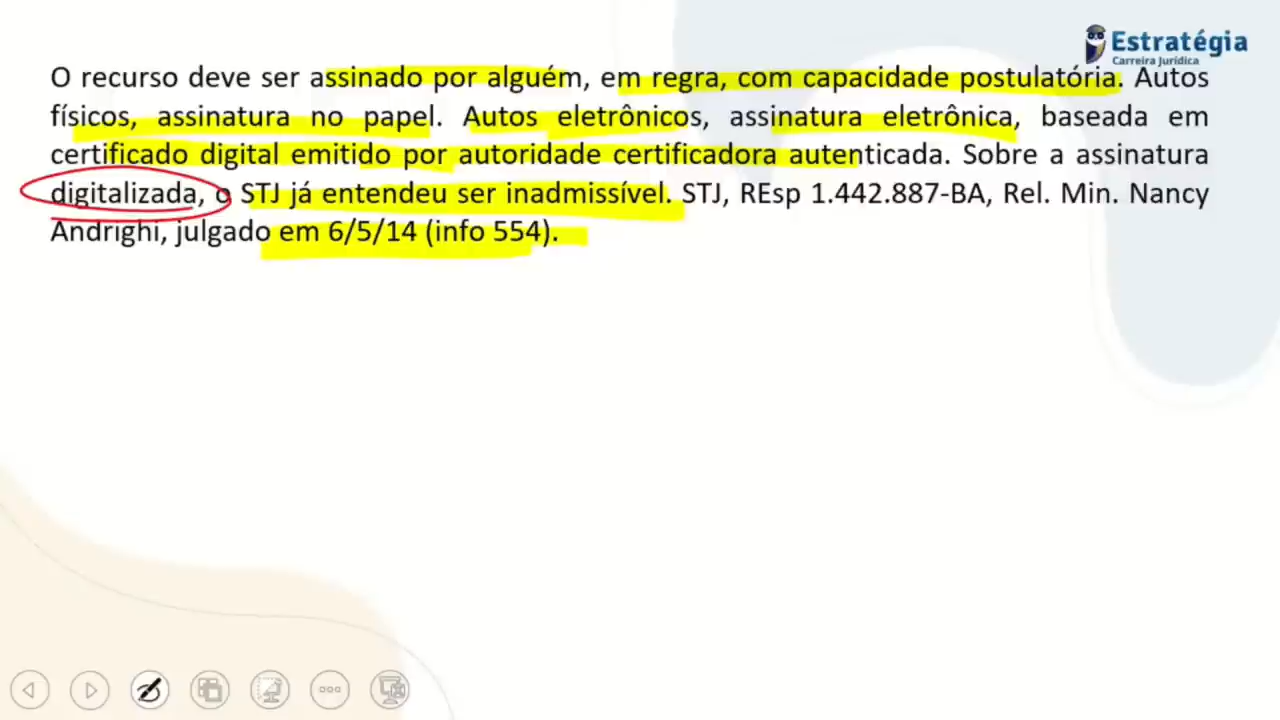 Estratégia
Carreira Jurídica
O recurso deve ser assinado por alguém, em regra, com capacidade postulatória. Autos
físicos, assinatura no papel. Autos eletrônicos, assinatura eletrônica, baseada em
certificado digital emitido por autoridade certificadora autenticada. Sobre a assinatura
digitalizada, o STJ já entendeu ser inadmissível. STJ, REsp 1.442.887-BA, Rel. Min. Nancy
Andrighi, julgado em 6/5/14 (info 554).